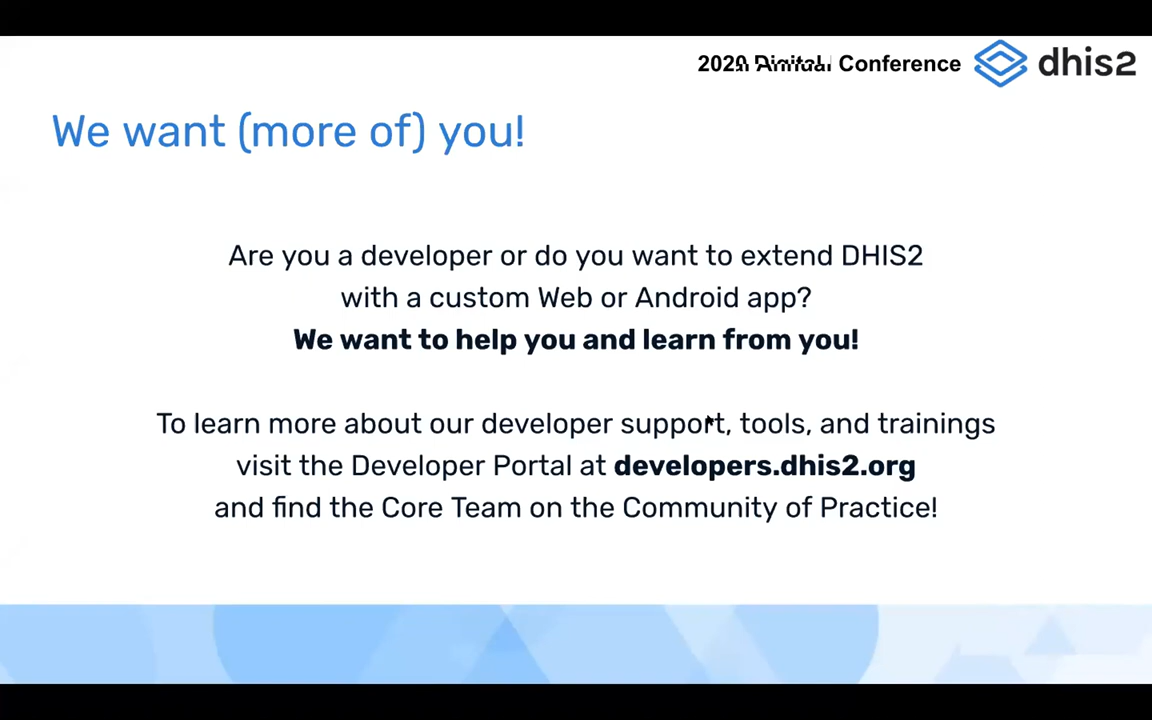 2020 Digital Conference dhis2
We want (more of) you!
Are you a developer or do you want to extend DHIS2
with a custom Web or Android app?
We want to help you and learn from you!
To learn more about our developer support, tools, and trainings
visit the Developer Portal at developers.dhis2.org
and find the Core Team on the Community of Practice!